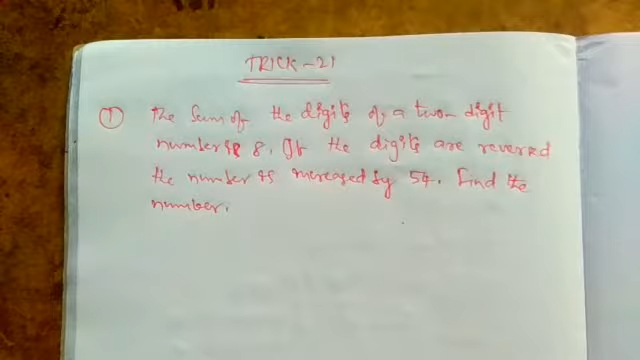 TRICK - 21
① The sum of the digits of a two-digit
number is 8. If the digits are reversed
the number is increased by 54. Find the
number.